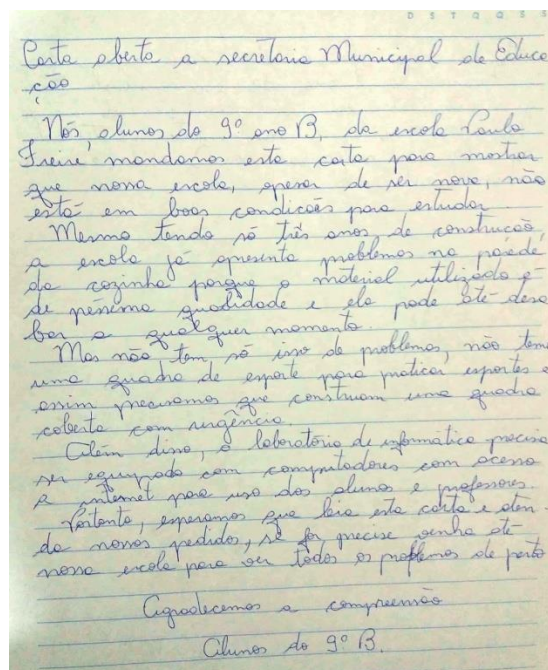 D S T Q Q S S
Carta aberta a secretaria Municipal de Educa
ção
Nós, alunos do 9º ano B, da escola Paulo
Freire, mandamos esta carta para mostrar
que nossa escola, apesar de ser nova, não
está em boas condições para estudar.
Mesmo tendo só três anos de construção,
a escola já apresenta problemas na parede
da cozinha porque o material utilizado é
de péssima qualidade e ela pode até desa
bar a qualquer momento.
Mas não tem só isso de problemas, não tem
uma quadra de esporte para praticar esportes e
assim precisamos que construam uma quadra
coberta com urgência.
Além disso, o laboratório de informática precisa
ser equipado com computadores com acesso
a internet para uso dos alunos e professores.
Portanto, esperamos que leia esta carta e aten-
da nossos pedidos, se for precise venha até
nossa escola para ver todos os problemas de perto
Agradecemos a compreensão
Alunos do 9º B.